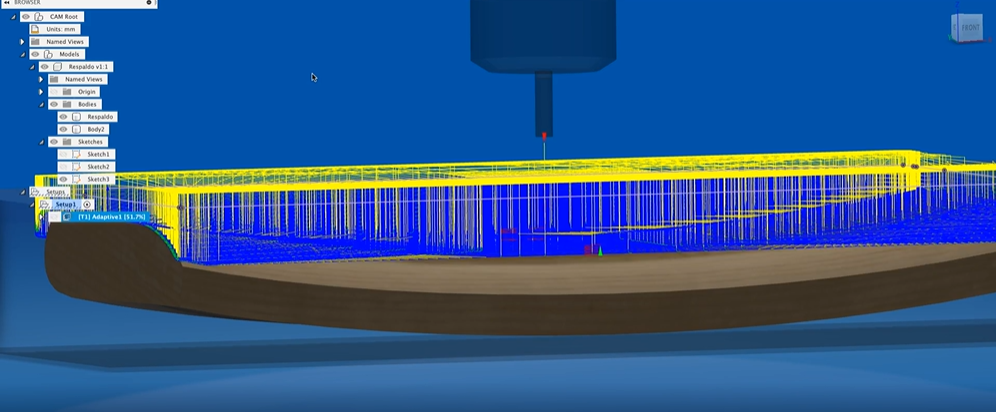 BROWSER
CAM Root
Units: mm
Named Views
Models
Respaldo v1:1
Named Views
Origin
Bodies
Respaldo
Body2
Sketches
Sketch1
Sketch2
Sketch3
Setups
Setup1
[T1] Adaptive1 [51.7%]
FRONT